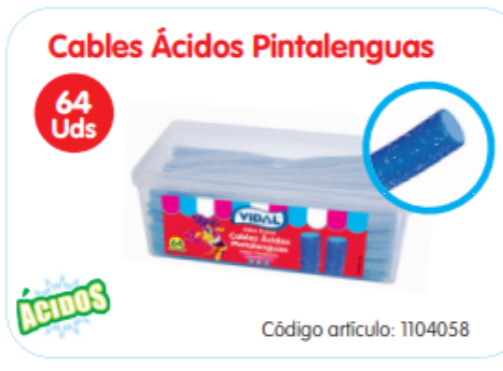 Cables Ácidos Pintalenguas
64
Uds
VIDAL
Cables Ácidos
Pintalenguas
64
ÁCIDOS
Código artículo: 1104058